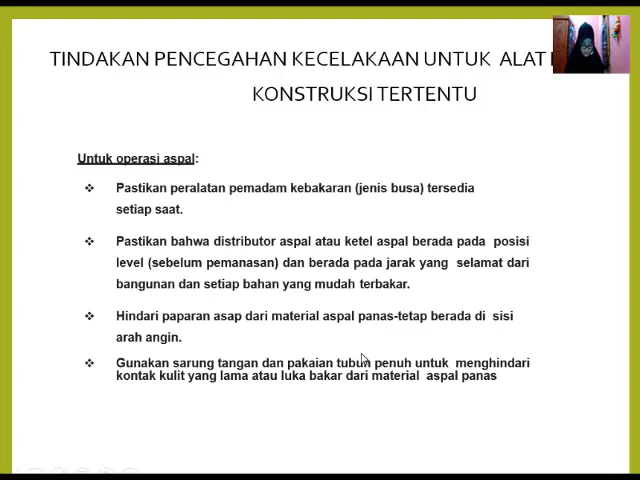 TINDAKAN PENCEGAHAN KECELAKAAN UNTUK ALAT
KONSTRUKSI TERTENTU
Untuk operasi aspal:
❖ Pastikan peralatan pemadam kebakaran (jenis busa) tersedia
setiap saat.
❖ Pastikan bahwa distributor aspal atau ketel aspal berada pada posisi
level (sebelum pemanasan) dan berada pada jarak yang selamat dari
bangunan dan setiap bahan yang mudah terbakar.
❖ Hindari paparan asap dari material aspal panas-tetap berada di sisi
arah angin.
❖ Gunakan sarung tangan dan pakaian tubuh penuh untuk menghindari
kontak kulit yang lama atau luka bakar dari material aspal panas